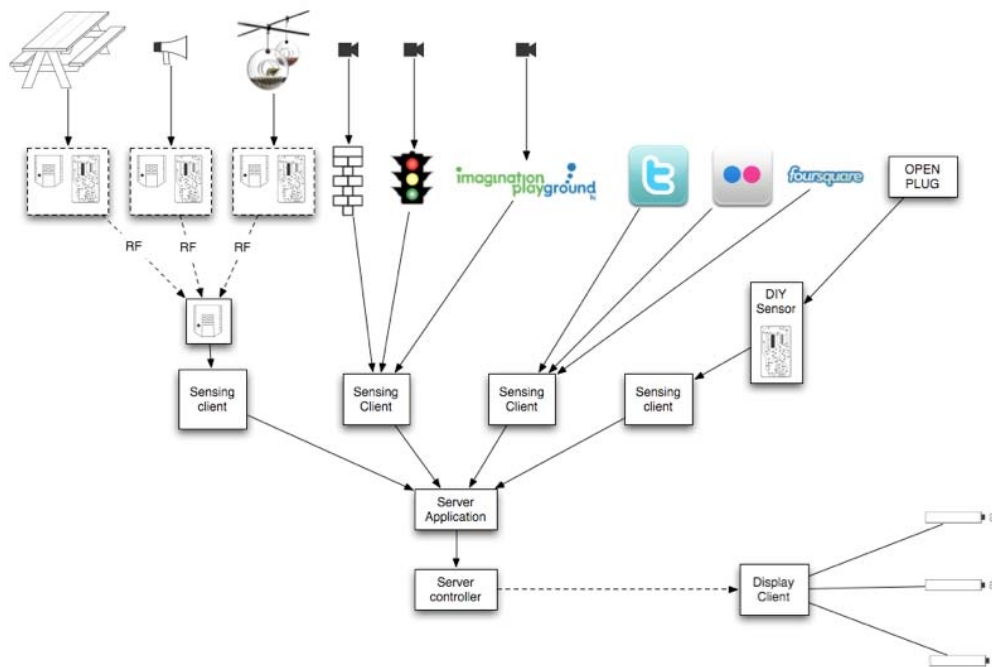 imagination
playground
foursquare
OPEN
PLUG
RF
RF
RF
DIY
Sensor
Sensing
client
Sensing
Client
Sensing
Client
Sensing
client
Server
Application
Server
controller
Display
Client